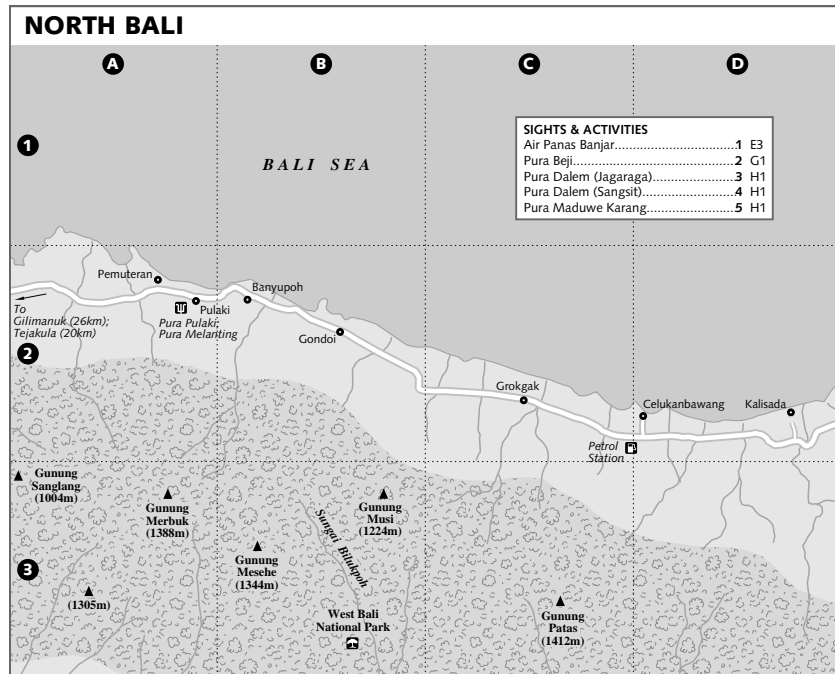 NORTH BALI
A
B
C
D
1
SIGHTS & ACTIVITIES
Air Panas Banjar.................................1 E3
Pura Beji............................................2 G1
Pura Dalem (Jagaraga)......................3 H1
Pura Dalem (Sangsit).........................4 H1
Pura Maduwe Karang........................5 H1
BALI SEA
Pemuteran
Banyupoh
Pulaki
To
Gilimanuk (26km);
Tejakula (20km)
Pura Pulaki;
Pura Melanting
Gondoi
2
Grokgak
Celukanbawang
Kalisada
Petrol
Station
Gunung
Sanglang
(1004m)
Gunung
Merbuk
(1388m)
Gunung
Musi
(1224m)
Sungai Bilukpoh
Gunung
Mesehe
(1344m)
3
(1305m)
West Bali
National Park
Gunung
Patas
(1412m)